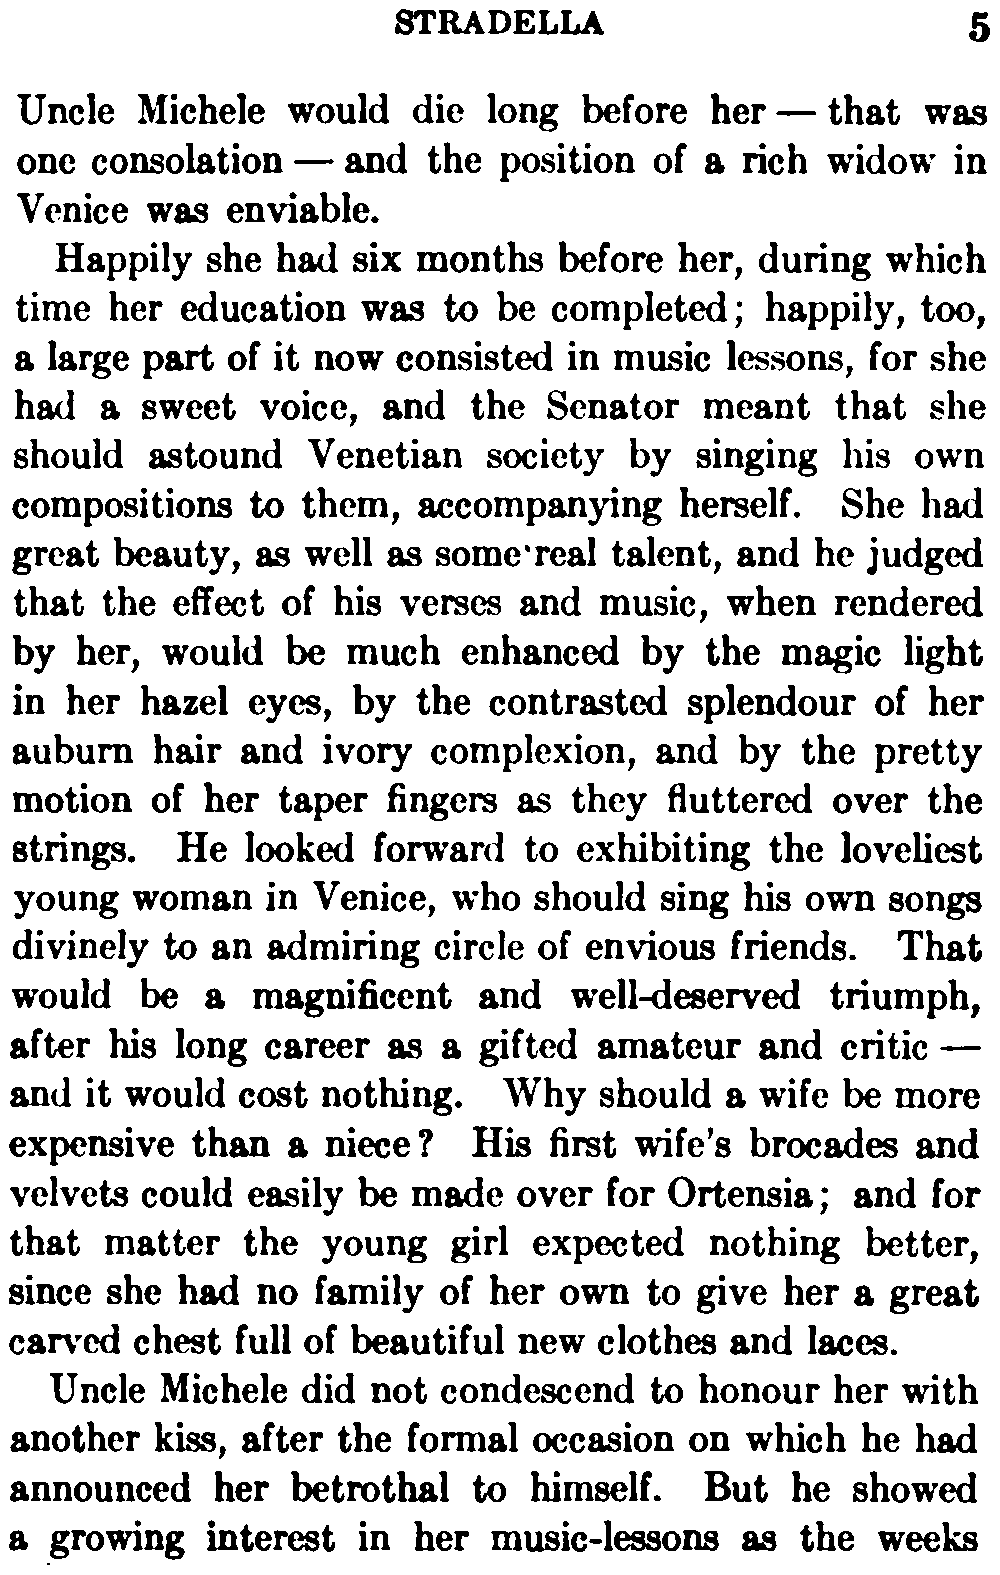 STRADELLA 5
Uncle Michele would die long before her — that was
one consolation — and the position of a rich widow in
Venice was enviable.
Happily she had six months before her, during which
time her education was to be completed; happily, too,
a large part of it now consisted in music lessons, for she
had a sweet voice, and the Senator meant that she
should astound Venetian society by singing his own
compositions to them, accompanying herself. She had
great beauty, as well as some real talent, and he judged
that the effect of his verses and music, when rendered
by her, would be much enhanced by the magic light
in her hazel eyes, by the contrasted splendour of her
auburn hair and ivory complexion, and by the pretty
motion of her taper fingers as they fluttered over the
strings. He looked forward to exhibiting the loveliest
young woman in Venice, who should sing his own songs
divinely to an admiring circle of envious friends. That
would be a magnificent and well-deserved triumph,
after his long career as a gifted amateur and critic —
and it would cost nothing. Why should a wife be more
expensive than a niece? His first wife's brocades and
velvets could easily be made over for Ortensia; and for
that matter the young girl expected nothing better,
since she had no family of her own to give her a great
carved chest full of beautiful new clothes and laces.
Uncle Michele did not condescend to honour her with
another kiss, after the formal occasion on which he had
announced her betrothal to himself. But he showed
a growing interest in her music-lessons as the weeks